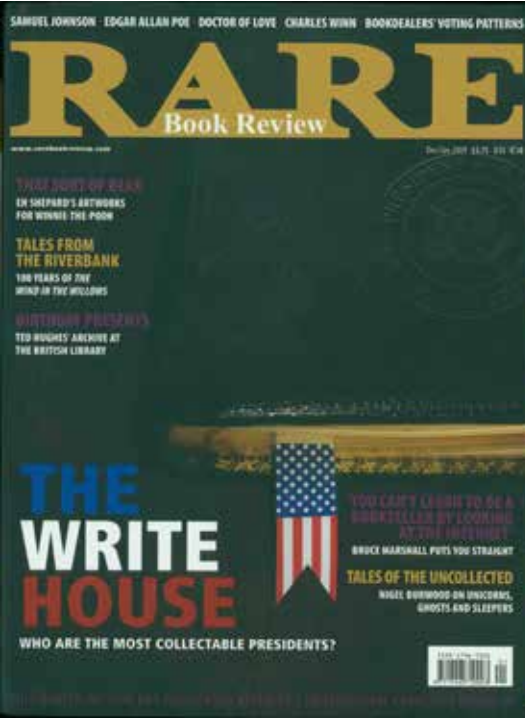 SAMUEL JOHNSON · EDGAR ALLAN POE · DOCTOR OF LOVE · CHARLES WINN · BOOKDEALERS' VOTING PATTERNS
RARE
Book Review
www.rarebookreview.com
THAT SORT OF BEAR
EH SHEPARD'S ARTWORKS
FOR WINNIE-THE-POOH
TALES FROM
THE RIVERBANK
100 YEARS OF THE
WIND IN THE WILLOWS
BIRTHDAY PRESENTS
TED HUGHES' ARCHIVE AT
THE BRITISH LIBRARY
THE
WRITE
HOUSE
WHO ARE THE MOST COLLECTABLE PRESIDENTS?
YOU CAN'T LEARN TO BE A
BOOKSELLER BY LOOKING
AT THE INTERNET
BRUCE MARSHALL PUTS YOU STRAIGHT
TALES OF THE UNCOLLECTED
NIGEL BURWOOD ON UNICORNS,
GHOSTS AND SLEEPERS